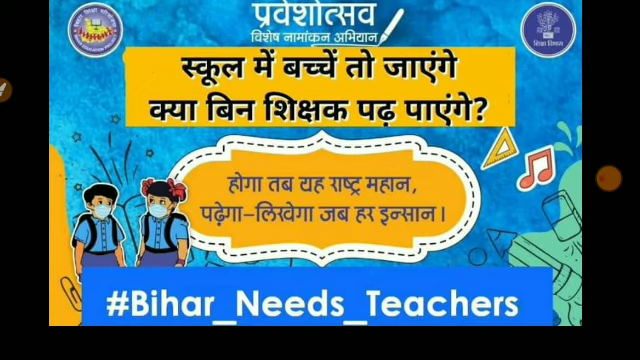 प्रवेशोत्सव
विशेष नामांकन अभियान
स्कूल में बच्चें तो जाएंगे
क्या बिन शिक्षक पढ़ पाएंगे?
होगा तब यह राष्ट्र महान,
पढ़ेगा-लिखेगा जब हर इन्सान।
#Bihar_Needs_Teachers